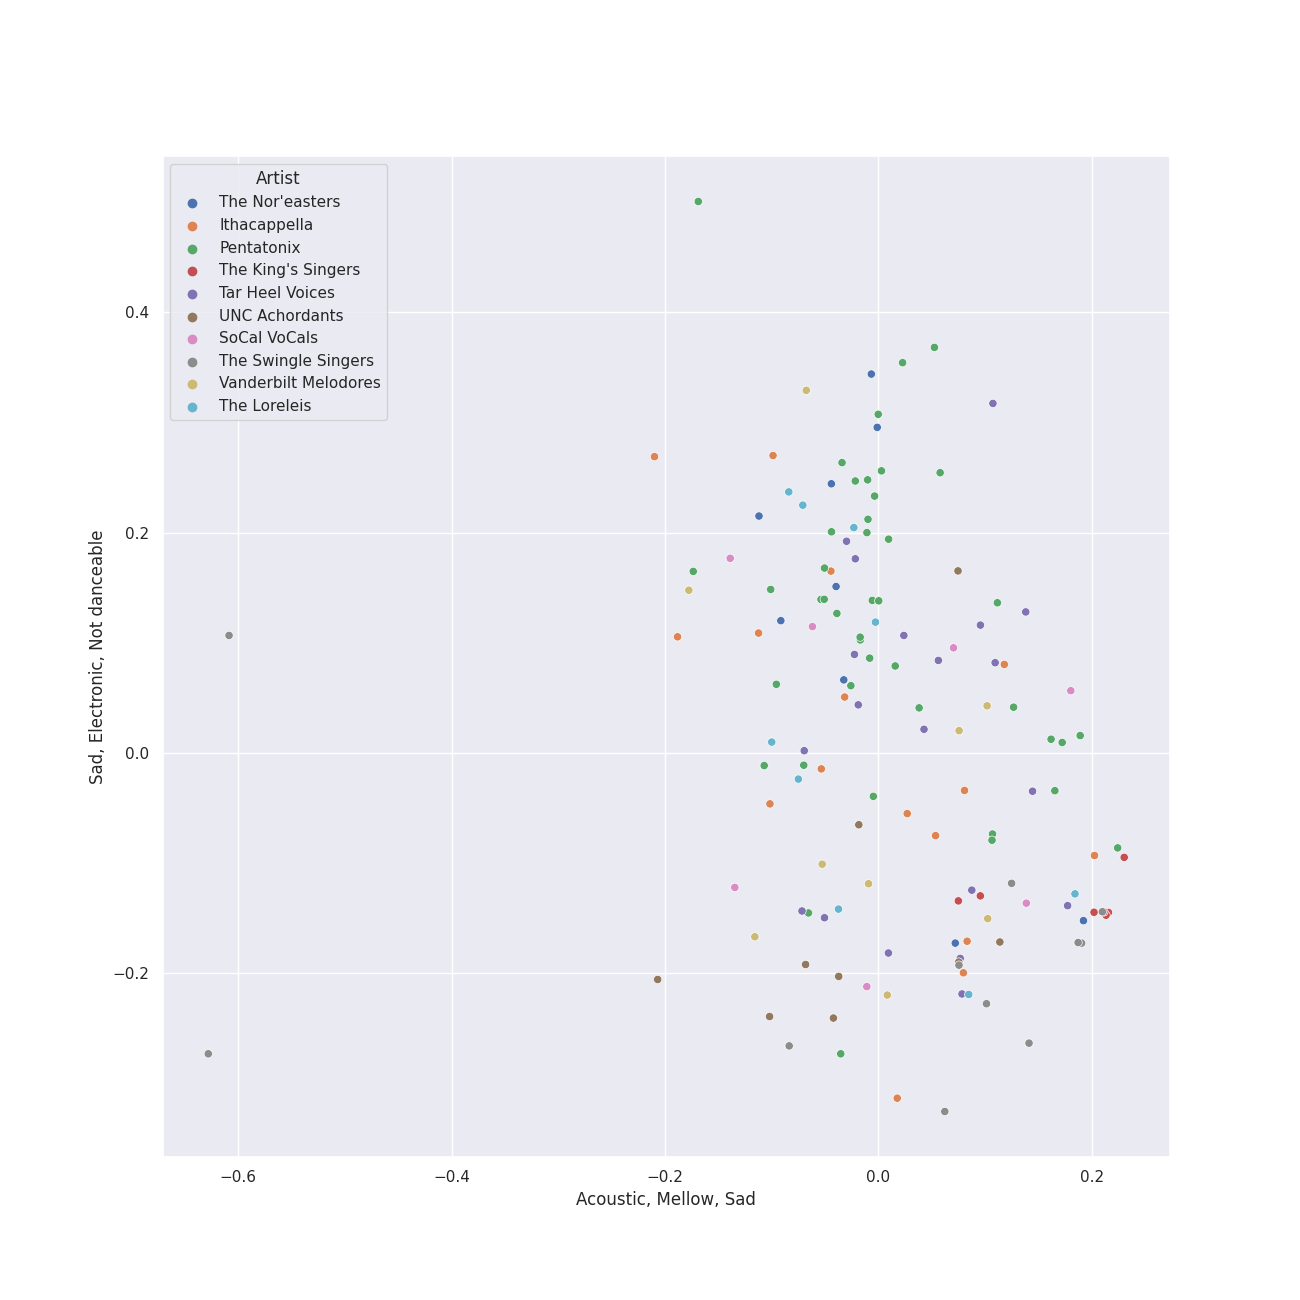 Artist
The Nor'easters
Ithacappella
Pentatonix
The King's Singers
Tar Heel Voices
UNC Achordants
SoCal VoCals
The Swingle Singers
Vanderbilt Melodores
The Loreleis
0.4
0.2
0.0
−0.2
Sad, Electronic, Not danceable
−0.6 −0.4 −0.2 0.0 0.2
Acoustic, Mellow, Sad